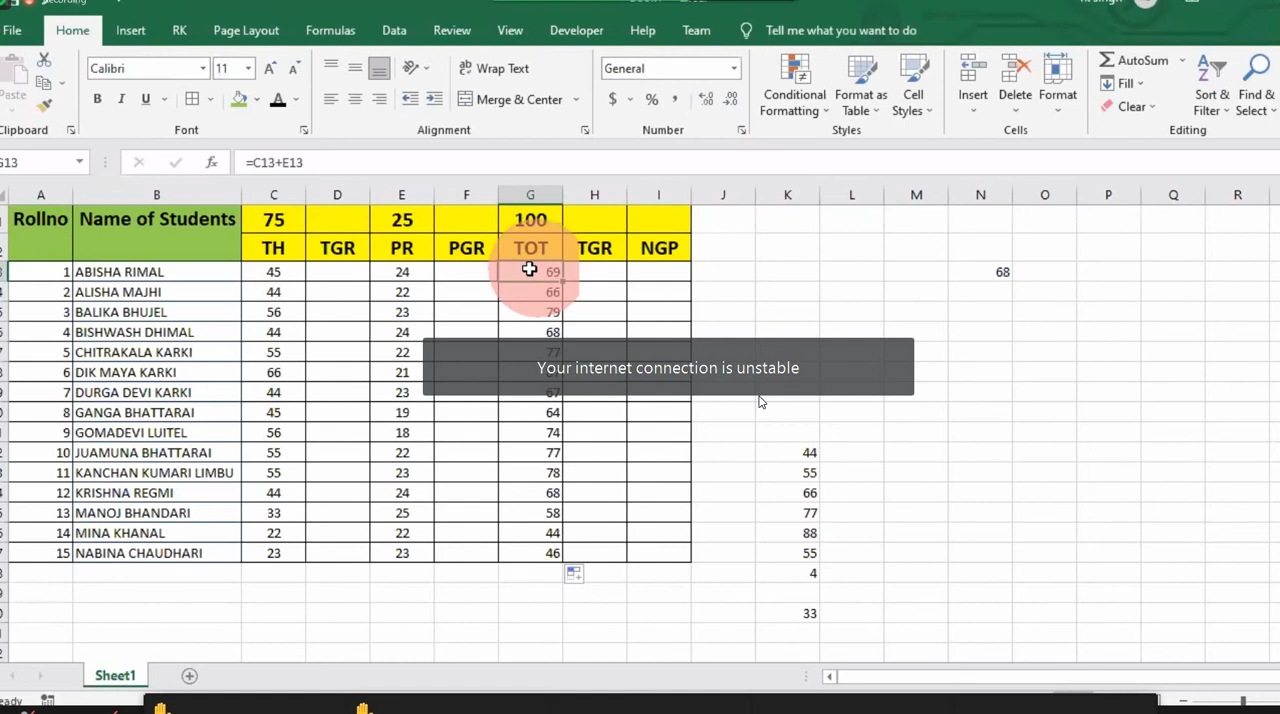 Recording
File Home Insert RK Page Layout Formulas Data Review View Developer Help Team Tell me what you want to do
Paste Calibri 11 A A Wrap Text General AutoSum
B I U A Merge & Center $ % , Conditional Formatting Format as Table Cell Styles Insert Delete Format Fill Clear Sort & Filter Find & Select
Clipboard Font Alignment Number Styles Cells Editing
G13 fx =C13+E13
A B C D E F G H I J K L M N O P Q R
Rollno Name of Students 75 25 100
TH TGR PR PGR TOT TGR NGP
1 ABISHA RIMAL 45 24 69 68
2 ALISHA MAJHI 44 22 66
3 BALIKA BHUJEL 56 23 79
4 BISHWASH DHIMAL 44 24 68
5 CHITRAKALA KARKI 55 22 77
Your internet connection is unstable
6 DIK MAYA KARKI 66 21
7 DURGA DEVI KARKI 44 23 67
8 GANGA BHATTARAI 45 19 64
9 GOMADEVI LUITEL 56 18 74
10 JUAMUNA BHATTARAI 55 22 77 44
11 KANCHAN KUMARI LIMBU 55 23 78 55
12 KRISHNA REGMI 44 24 68 66
13 MANOJ BHANDARI 33 25 58 77
14 MINA KHANAL 22 22 44 88
15 NABINA CHAUDHARI 23 23 46 55
4
33
Sheet1